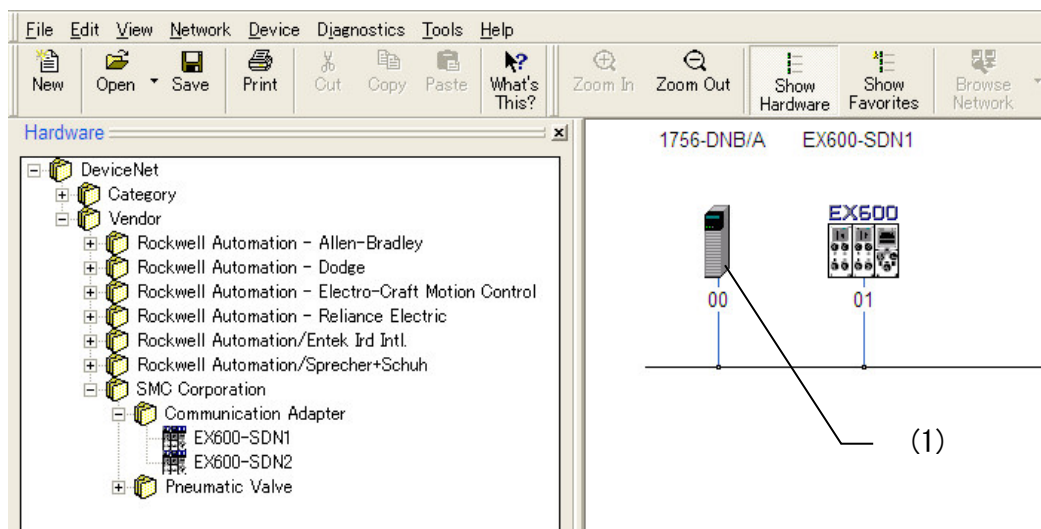 File Edit View Network Device Diagnostics Tools Help
New Open Save Print Cut Copy Paste What's This? Zoom In Zoom Out Show Hardware Show Favorites Browse Network
Hardware
DeviceNet
Category
Vendor
Rockwell Automation - Allen-Bradley
Rockwell Automation - Dodge
Rockwell Automation - Electro-Craft Motion Control
Rockwell Automation - Reliance Electric
Rockwell Automation/Entek Ird Intl.
Rockwell Automation/Sprecher+Schuh
SMC Corporation
Communication Adapter
EX600-SDN1
EX600-SDN2
Pneumatic Valve
1756-DNB/A EX600-SDN1
EX600
00 01
(1)